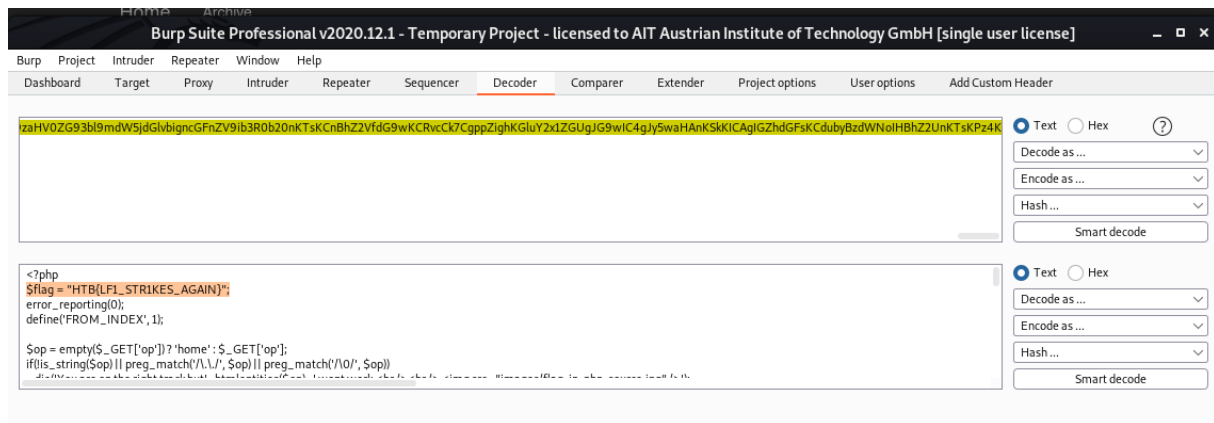 Home Archive
Burp Suite Professional v2020.12.1 - Temporary Project - licensed to AIT Austrian Institute of Technology GmbH [single user license]
Burp Project Intruder Repeater Window Help
Dashboard Target Proxy Intruder Repeater Sequencer Decoder Comparer Extender Project options User options Add Custom Header
zaHV0ZG93bl9mdW5jdGlvbigncGFnZV9ib3R0b20nKTsKCnBhZ2VfdG9wKCRvcCk7CgppZighKGluY2x1ZGUgJG9wIC4gJy5waHAnKSkKICAgIGZhdGFsKCdubyBzdWNoIHBhZ2UnKTsKPz4K
Text Hex
Decode as ...
Encode as ...
Hash ...
Smart decode
<?php
$flag = "HTB{LF1_STR1KES_AGAIN}";
error_reporting(0);
define('FROM_INDEX', 1);
$op = empty($_GET['op']) ? 'home' : $_GET['op'];
if(!is_string($op) || preg_match('/\.\./', $op) || preg_match('/\0/', $op))
Text Hex
Decode as ...
Encode as ...
Hash ...
Smart decode